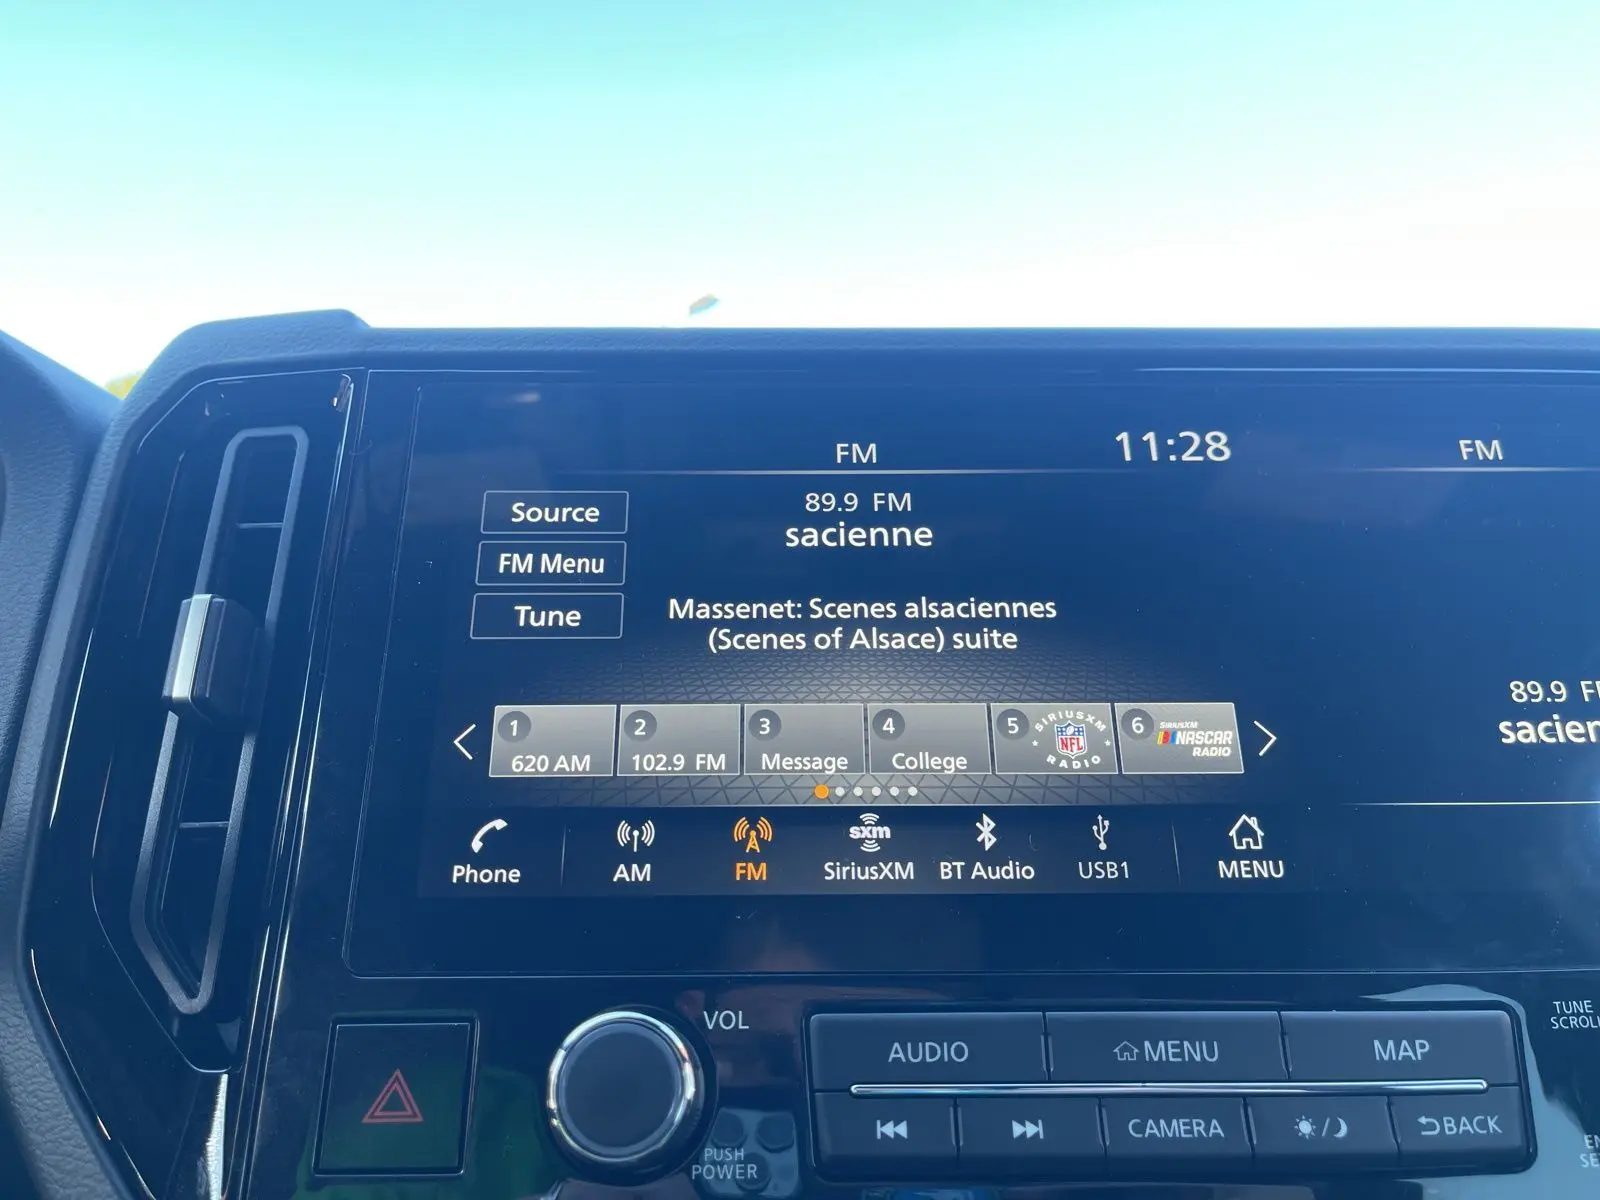 FM
11:28
FM
89.9 FM
sacienne
Source
FM Menu
Tune
Massenet: Scenes alsaciennes
(Scenes of Alsace) suite
89.9
sacien
1
620 AM
2
102.9 FM
3
Message
4
College
5
SIRIUSXM
NFL
RADIO
6
SIRIUSXM
NASCAR
RADIO
Phone
AM
FM
sxm
SiriusXM
BT Audio
USB1
MENU
VOL
PUSH
POWER
AUDIO
MENU
MAP
CAMERA
BACK
TUNE
SCROLL